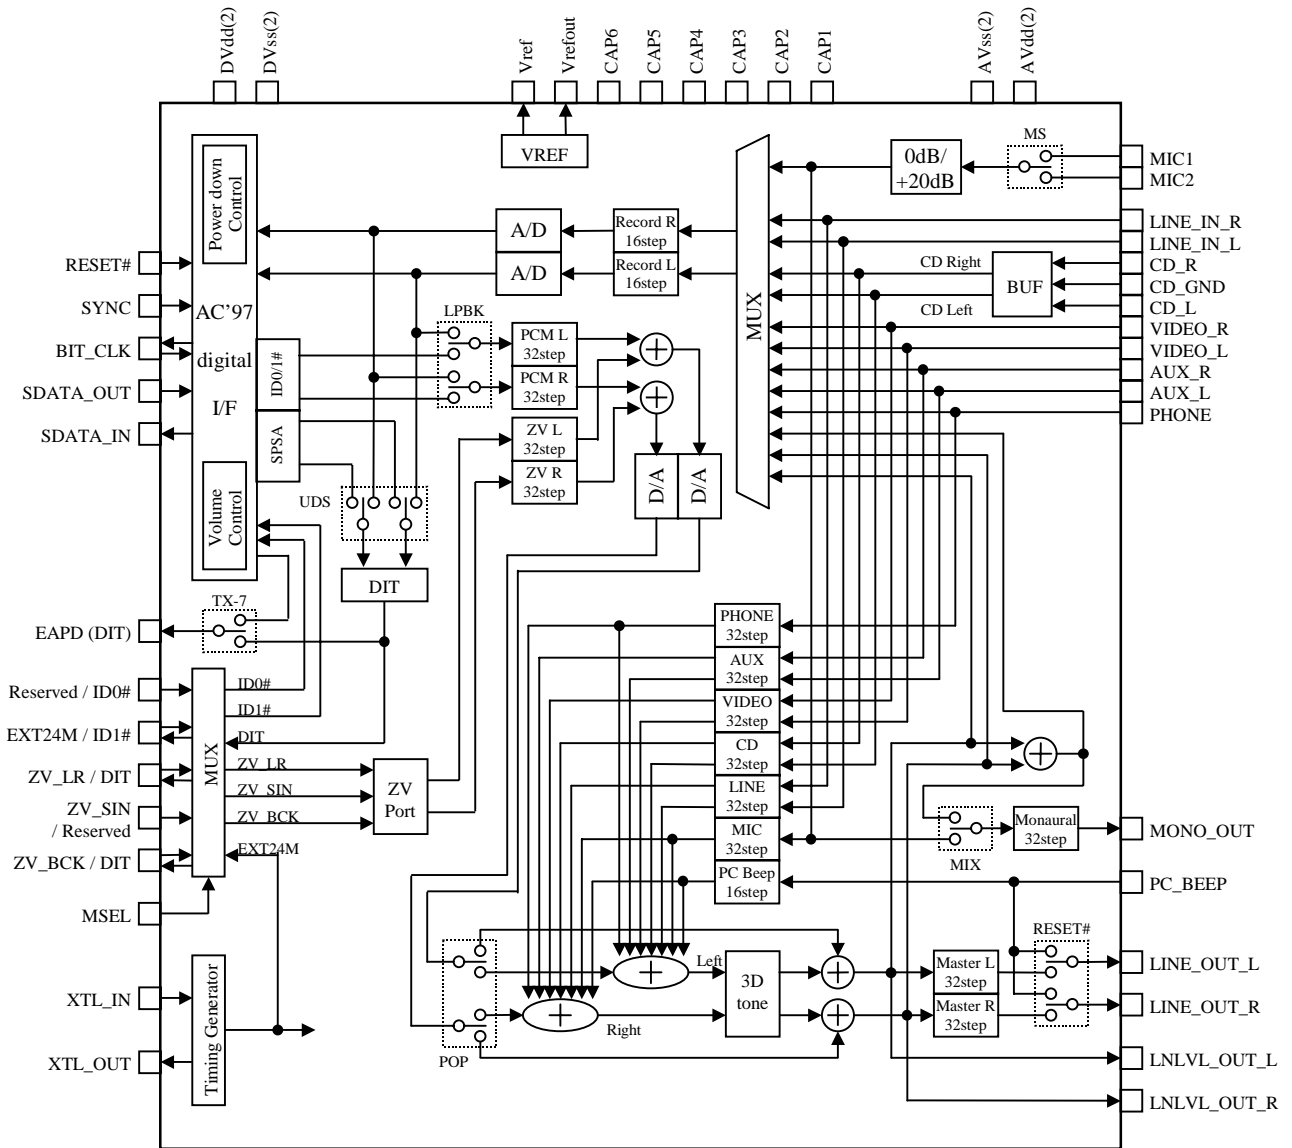 DVdd(2)
DVss(2)
Vref
Vrefout
CAP6
CAP5
CAP4
CAP3
CAP2
CAP1
AVss(2)
AVdd(2)
Power down
Control
VREF
0dB/
+20dB
MS
MIC1
MIC2
A/D
Record R
16step
LINE_IN_R
LINE_IN_L
RESET#
A/D
Record L
16step
CD Right
BUF
CD_R
CD_GND
CD_L
SYNC
AC'97
digital
I/F
LPBK
MUX
CD Left
BIT_CLK
ID0/1#
PCM L
32step
VIDEO_R
VIDEO_L
SDATA_OUT
PCM R
32step
AUX_R
AUX_L
PHONE
SDATA_IN
SPSA
ZV L
32step
ZV R
32step
D/A
D/A
Volume
Control
UDS
DIT
TX-7
EAPD (DIT)
PHONE
32step
AUX
32step
Reserved / ID0#
ID0#
VIDEO
32step
ID1#
EXT24M / ID1#
DIT
CD
32step
MUX
ZV_LR / DIT
ZV_LR
ZV
Port
LINE
32step
ZV_SIN
/ Reserved
ZV_SIN
ZV_BCK
MIC
32step
Monaural
32step
MONO_OUT
MIX
ZV_BCK / DIT
EXT24M
PC Beep
16step
PC_BEEP
MSEL
RESET#
Left
3D
tone
Master L
32step
LINE_OUT_L
XTL_IN
Timing Generator
Right
Master R
32step
LINE_OUT_R
XTL_OUT
POP
LNLVL_OUT_L
LNLVL_OUT_R